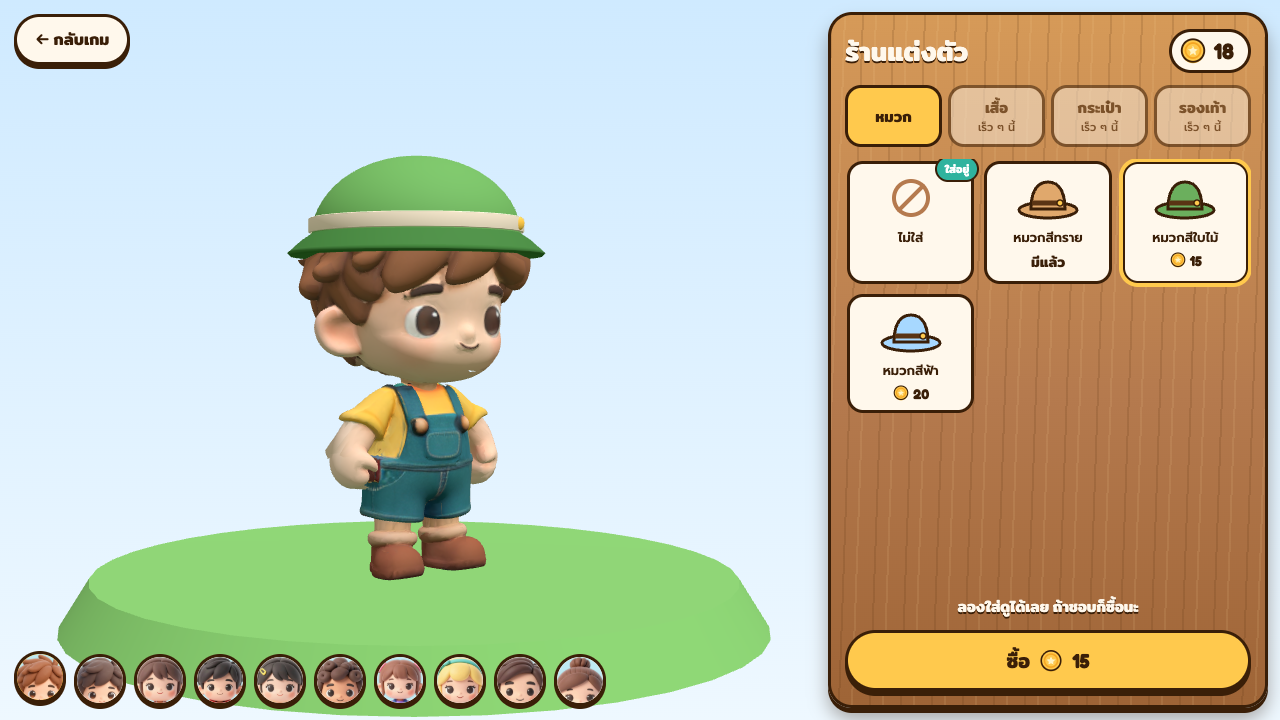 ← กลับเกม
ร้านแต่งตัว
18
หมวก
เสื้อ
เร็ว ๆ นี้
กระเป๋า
เร็ว ๆ นี้
รองเท้า
เร็ว ๆ นี้
ใส่อยู่
ไม่ใส่
หมวกสีทราย
มีแล้ว
หมวกสีใบไม้
15
หมวกสีฟ้า
20
ลองใส่ดูได้เลย ถ้าชอบก็ซื้อนะ
ซื้อ 15